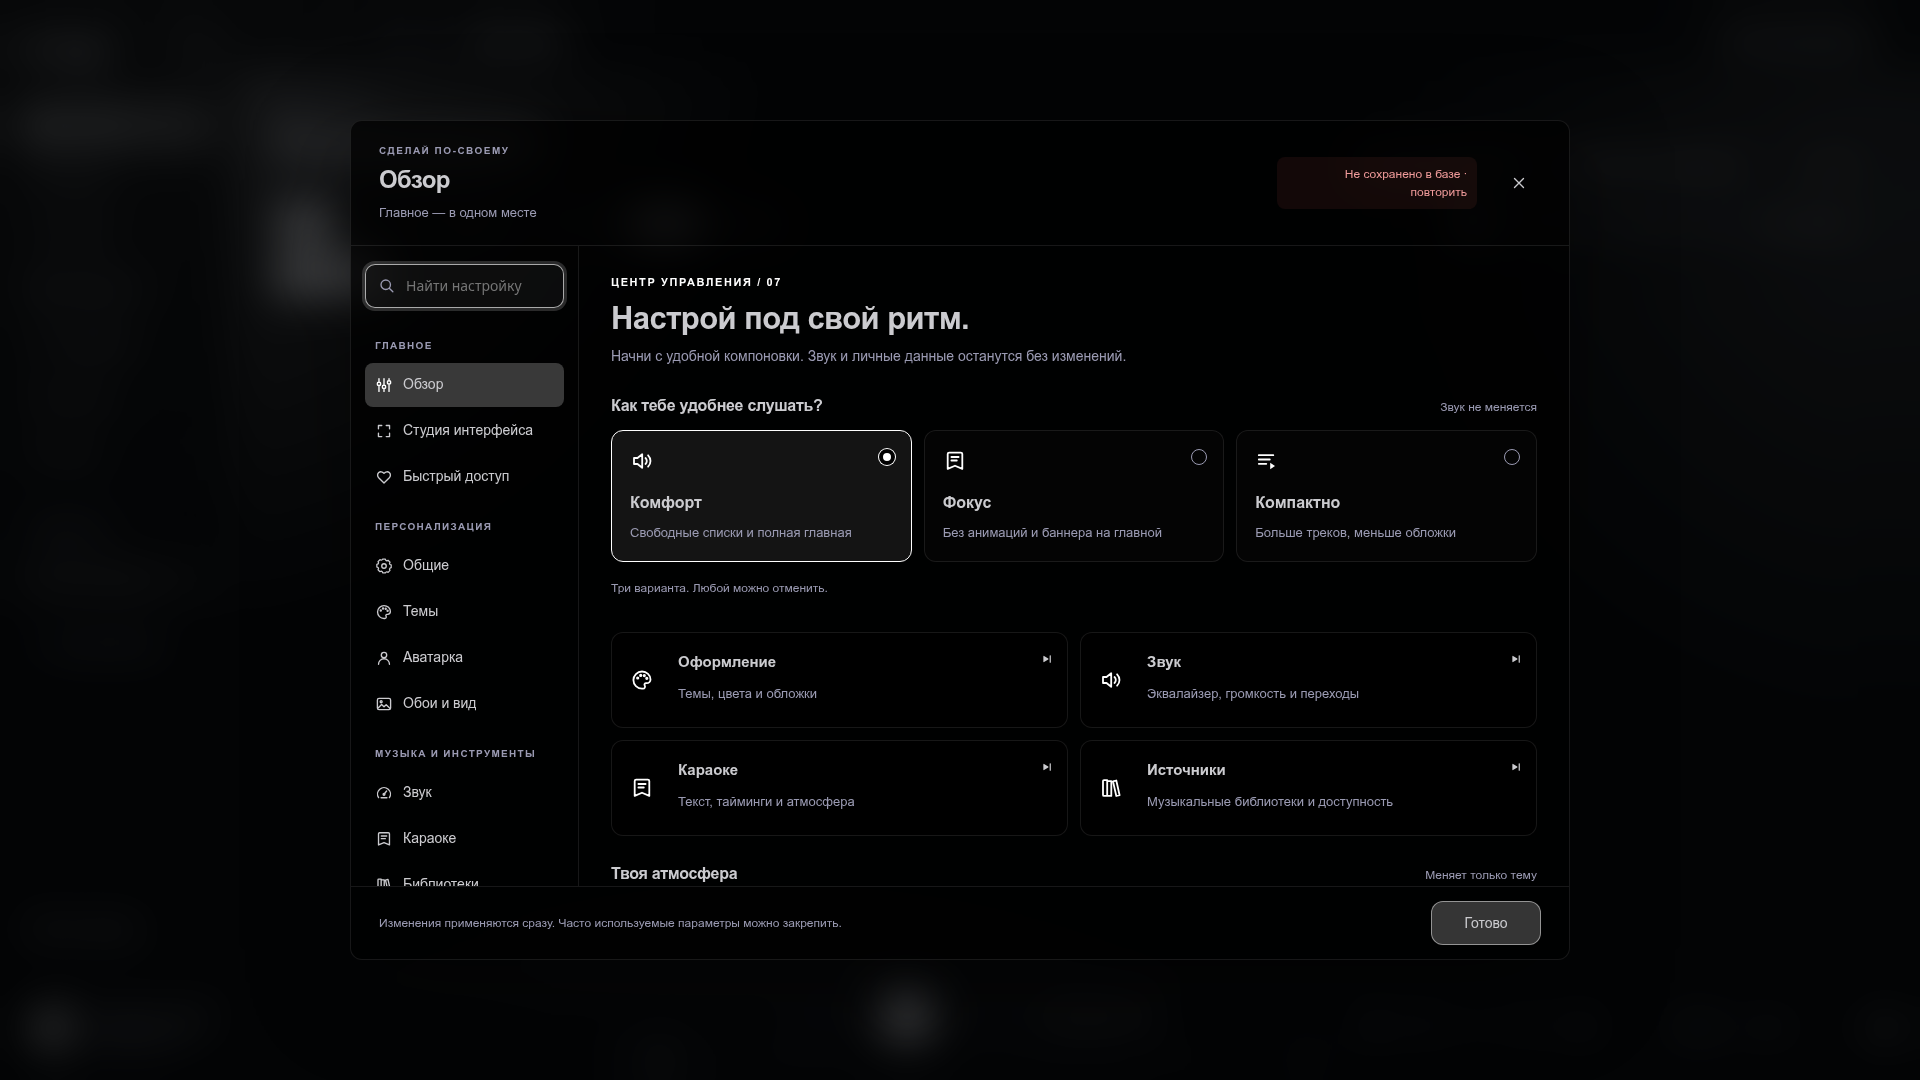 СДЕЛАЙ ПО-СВОЕМУ
Обзор
Главное — в одном месте
Не сохранено в базе ·
повторить
Найти настройку
ГЛАВНОЕ
Обзор
Студия интерфейса
Быстрый доступ
ПЕРСОНАЛИЗАЦИЯ
Общие
Темы
Аватарка
Обои и вид
МУЗЫКА И ИНСТРУМЕНТЫ
Звук
Караоке
Библиотеки
ЦЕНТР УПРАВЛЕНИЯ / 07
Настрой под свой ритм.
Начни с удобной компоновки. Звук и личные данные останутся без изменений.
Как тебе удобнее слушать?
Звук не меняется
Комфорт
Свободные списки и полная главная
Фокус
Без анимаций и баннера на главной
Компактно
Больше треков, меньше обложки
Три варианта. Любой можно отменить.
Оформление
Темы, цвета и обложки
Звук
Эквалайзер, громкость и переходы
Караоке
Текст, тайминги и атмосфера
Источники
Музыкальные библиотеки и доступность
Твоя атмосфера
Меняет только тему
Изменения применяются сразу. Часто используемые параметры можно закрепить.
Готово